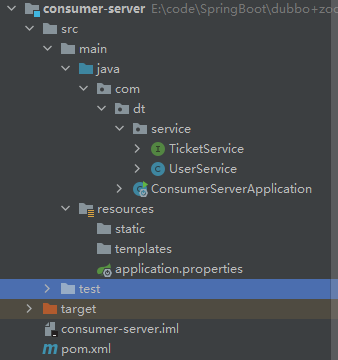 consumer-server E:\code\SpringBoot\dubbo+zoo
src
main
java
com
dt
service
TicketService
UserService
ConsumerServerApplication
resources
static
templates
application.properties
test
target
consumer-server.iml
pom.xml